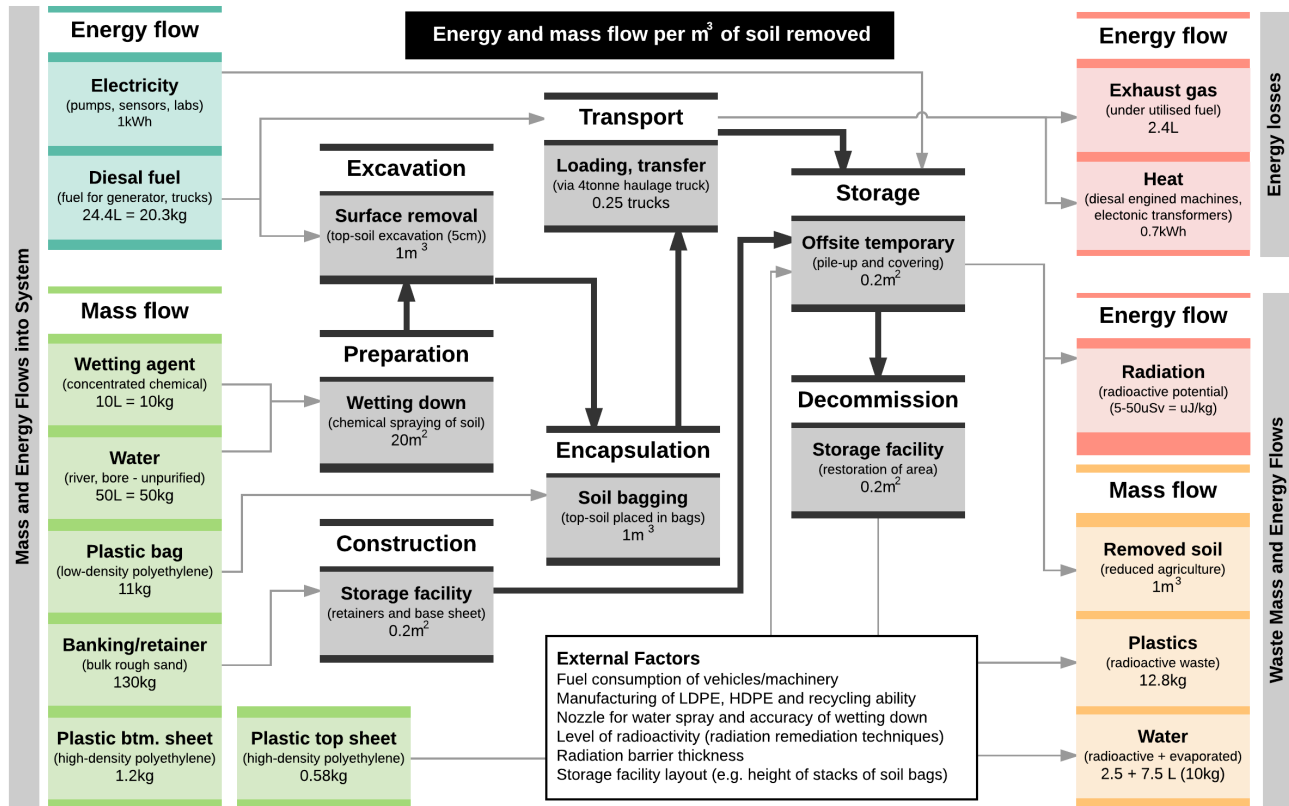 Energy and mass flow per m³ of soil removed
Mass and Energy Flows into System
Energy flow
Electricity
(pumps, sensors, labs)
1kWh
Diesal fuel
(fuel for generator, trucks)
24.4L = 20.3kg
Mass flow
Wetting agent
(concentrated chemical)
10L = 10kg
Water
(river, bore - unpurified)
50L = 50kg
Plastic bag
(low-density polyethylene)
11kg
Banking/retainer
(bulk rough sand)
130kg
Plastic btm. sheet
(high-density polyethylene)
1.2kg
Plastic top sheet
(high-density polyethylene)
0.58kg
Excavation
Surface removal
(top-soil excavation (5cm))
1m³
Preparation
Wetting down
(chemical spraying of soil)
20m²
Construction
Storage facility
(retainers and base sheet)
0.2m²
Transport
Loading, transfer
(via 4tonne haulage truck)
0.25 trucks
Encapsulation
Soil bagging
(top-soil placed in bags)
1m³
Storage
Offsite temporary
(pile-up and covering)
0.2m²
Decommission
Storage facility
(restoration of area)
0.2m²
External Factors
Fuel consumption of vehicles/machinery
Manufacturing of LDPE, HDPE and recycling ability
Nozzle for water spray and accuracy of wetting down
Level of radioactivity (radiation remediation techniques)
Radiation barrier thickness
Storage facility layout (e.g. height of stacks of soil bags)
Energy flow
Exhaust gas
(under utilised fuel)
2.4L
Heat
(diesel engined machines,
electonic transformers)
0.7kWh
Energy losses
Energy flow
Radiation
(radioactive potential)
(5-50uSv = uJ/kg)
Mass flow
Removed soil
(reduced agriculture)
1m³
Plastics
(radioactive waste)
12.8kg
Water
(radioactive + evaporated)
2.5 + 7.5 L (10kg)
Waste Mass and Energy Flows